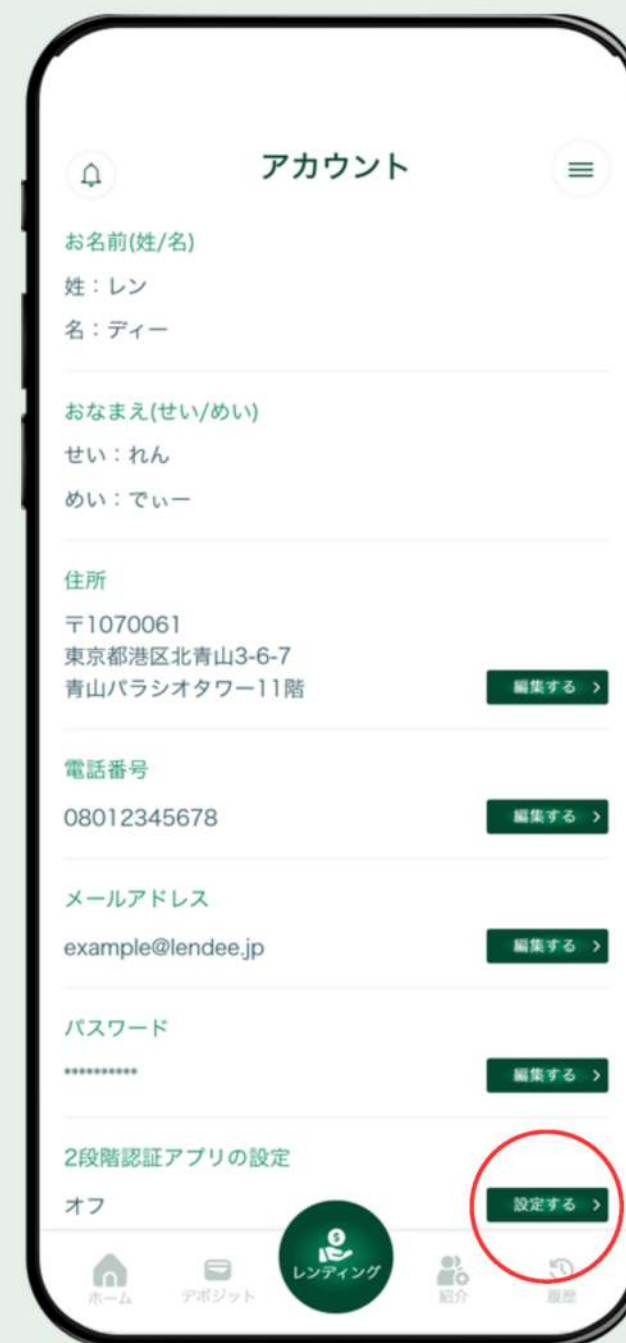 アカウント
お名前(姓/名)
姓：レン
名：ディー
おなまえ(せい/めい)
せい：れん
めい：でぃー
住所
〒1070061
東京都港区北青山3-6-7
青山パラシオタワー11階
編集する
電話番号
08012345678
編集する
メールアドレス
example@lendee.jp
編集する
パスワード
**********
編集する
2段階認証アプリの設定
オフ
設定する
ホーム
デポジット
レンディング
紹介
履歴